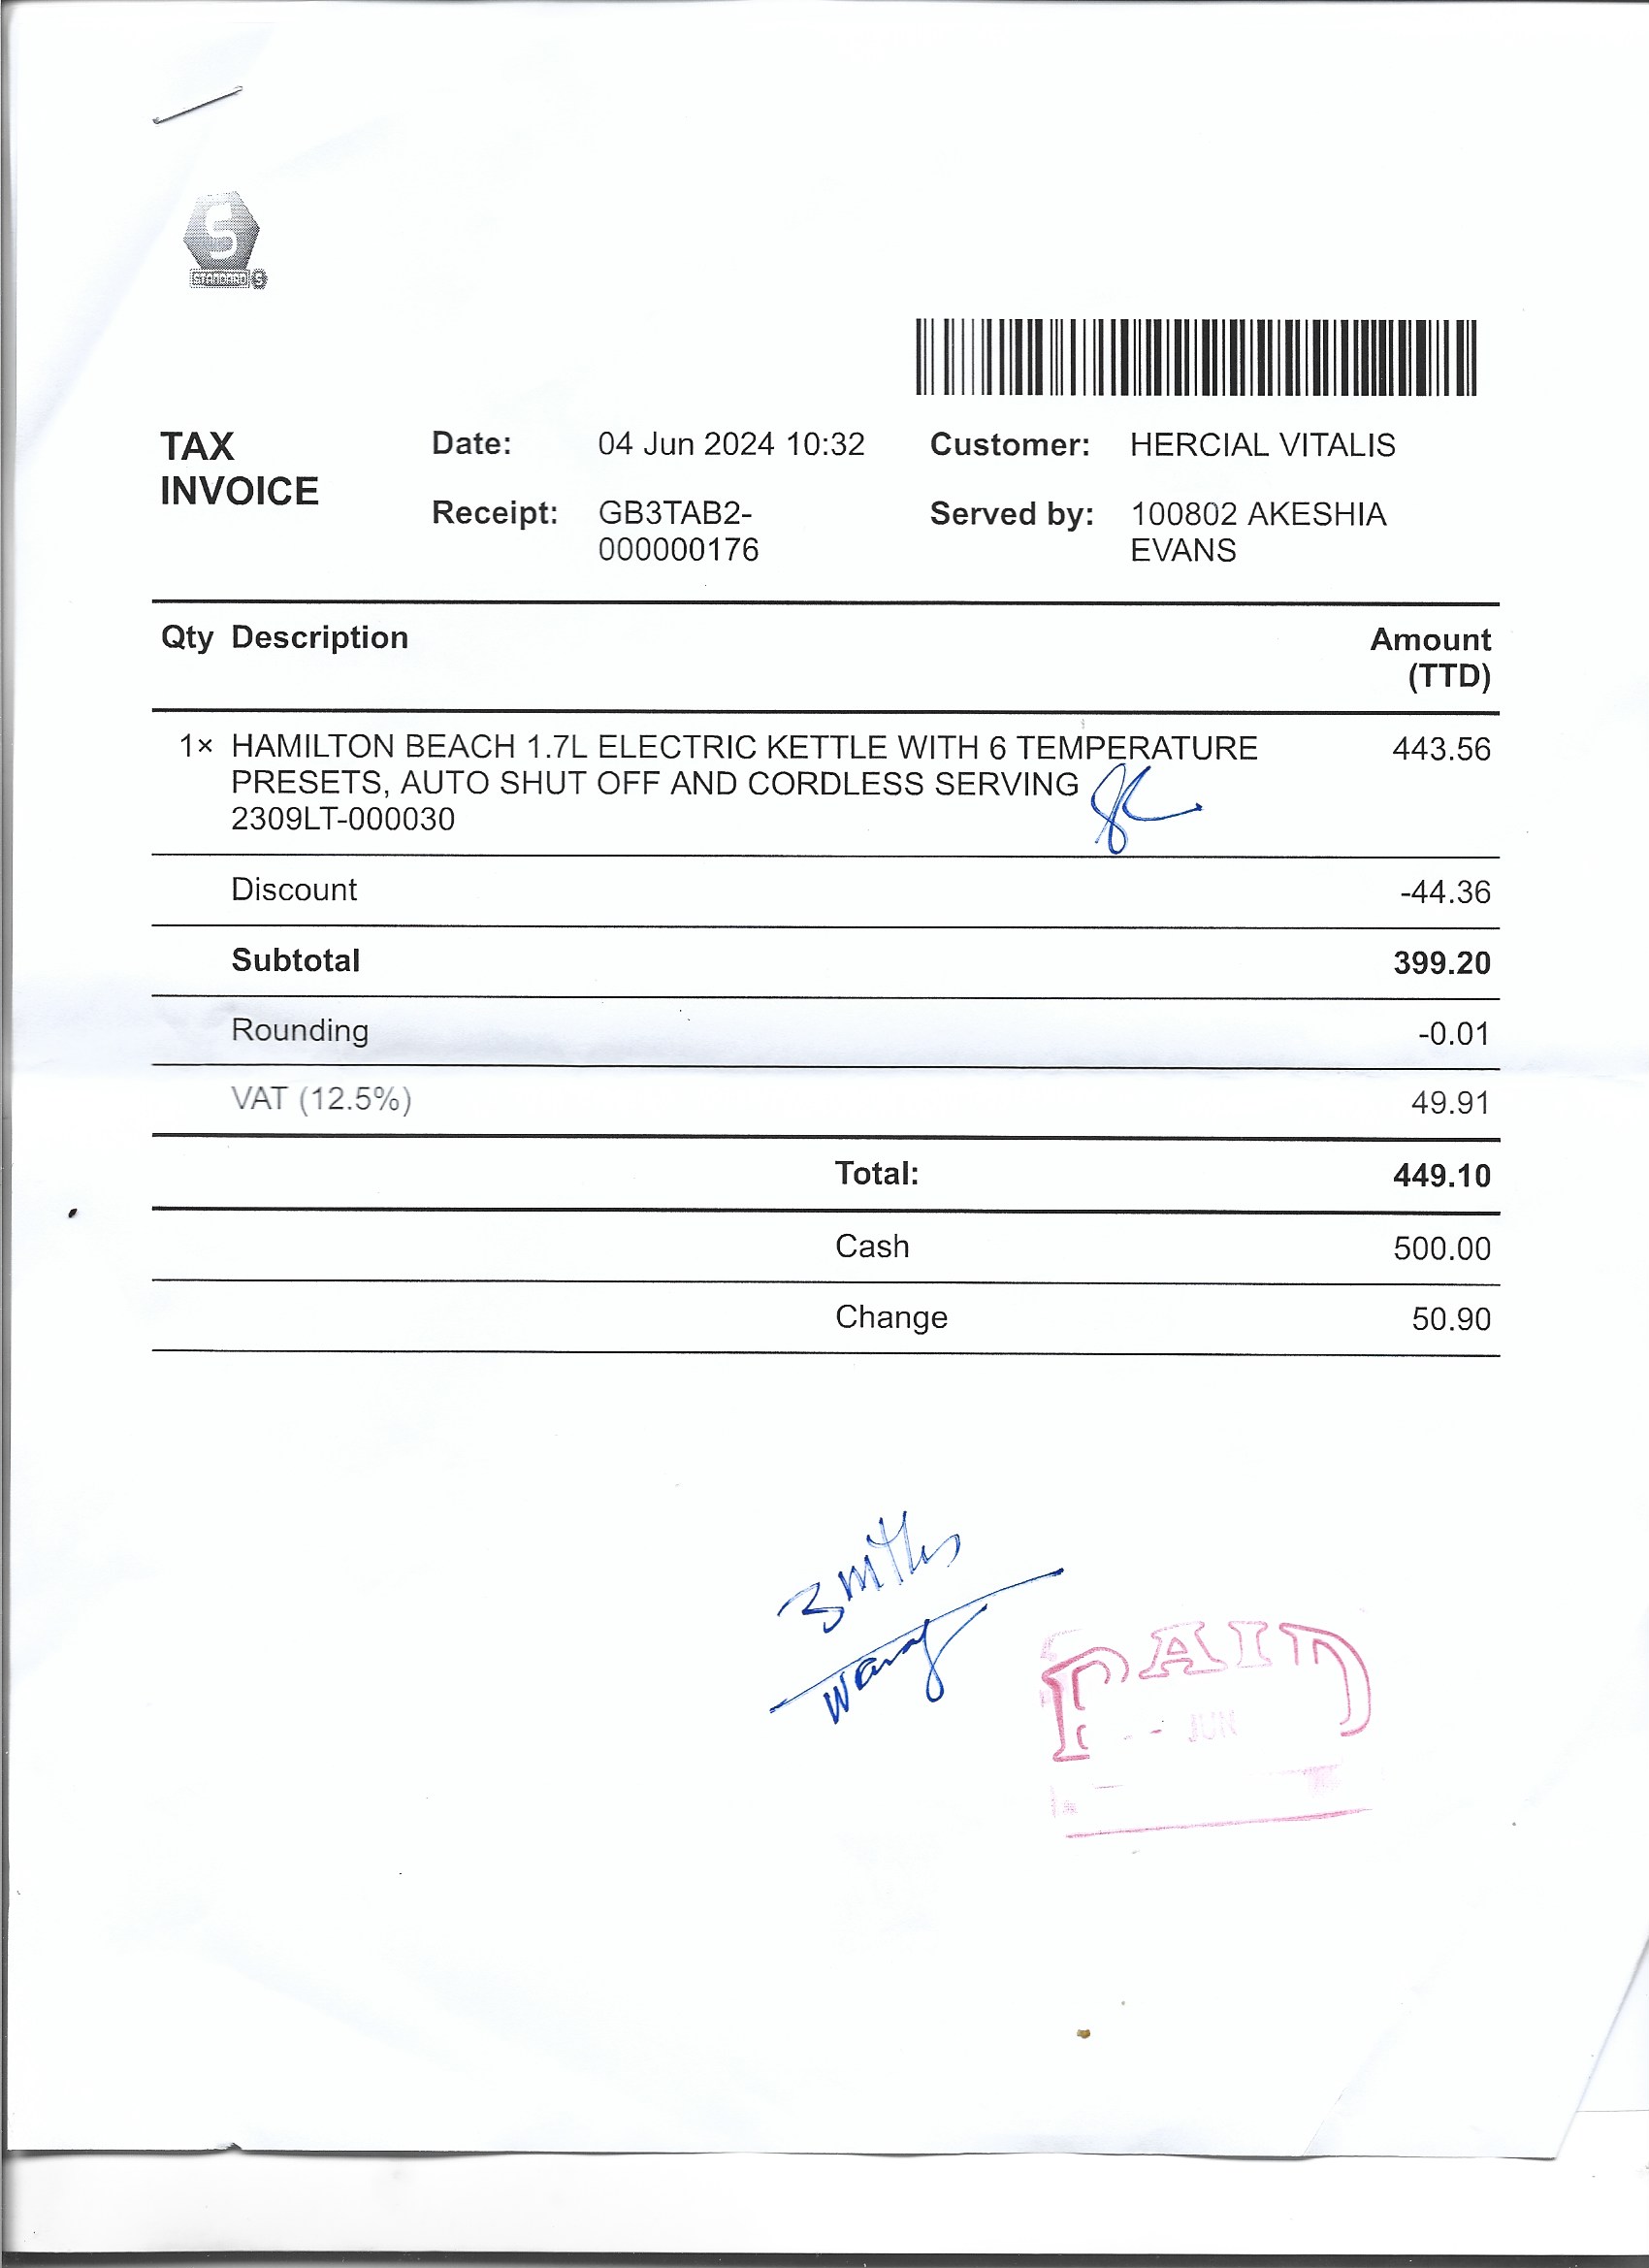 S
STANDARD S
TAX
INVOICE
Date: 04 Jun 2024 10:32
Receipt: GB3TAB2-
000000176
Customer: HERCIAL VITALIS
Served by: 100802 AKESHIA
EVANS
Qty Description Amount
(TTD)
1× HAMILTON BEACH 1.7L ELECTRIC KETTLE WITH 6 TEMPERATURE 443.56
PRESETS, AUTO SHUT OFF AND CORDLESS SERVING
2309LT-000030
Discount -44.36
Subtotal 399.20
Rounding -0.01
VAT (12.5%) 49.91
Total: 449.10
Cash 500.00
Change 50.90
3 mths
PAID
JUN